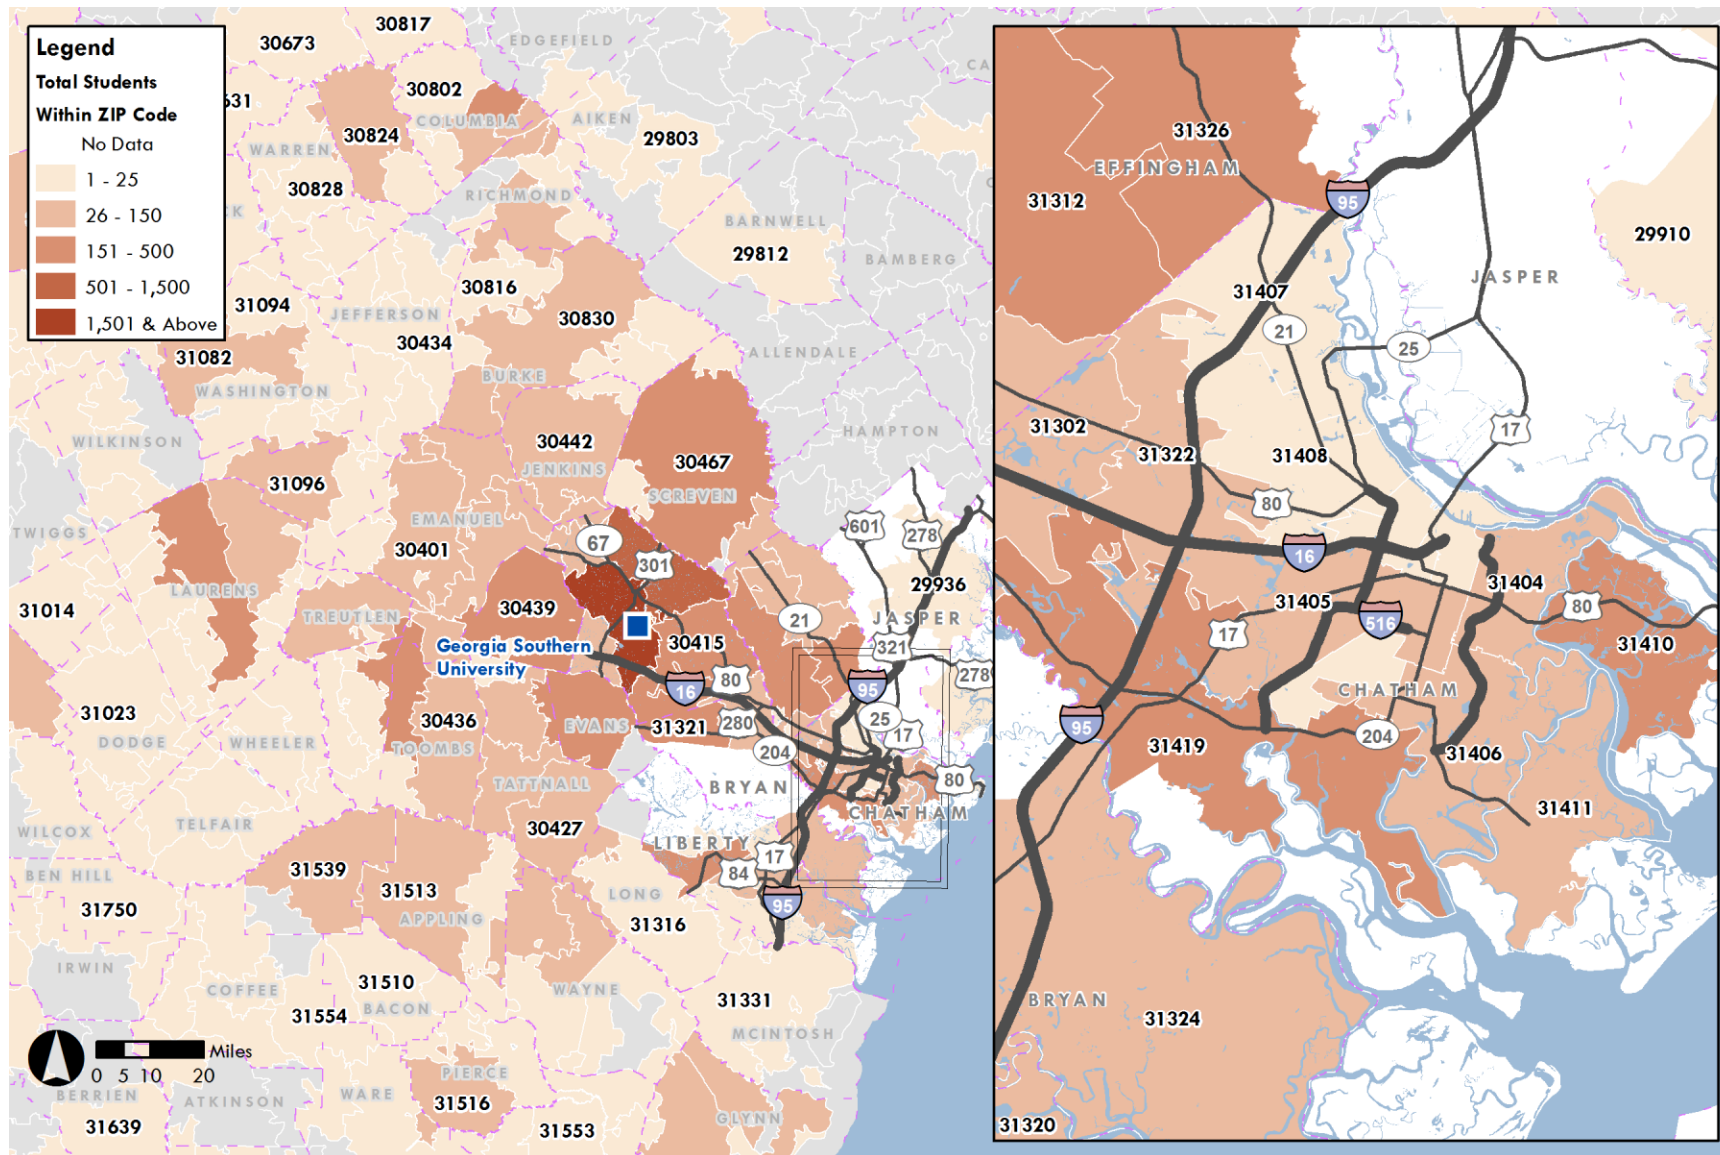 Legend
Total Students
Within ZIP Code
No Data
1 - 25
26 - 150
151 - 500
501 - 1,500
1,501 & Above
30817
30673
EDGEFIELD
30802
COLUMBIA
AIKEN
30824
29803
WARREN
30828
RICHMOND
BARNWELL
29812
BAMBERG
30816
31094
JEFFERSON
30830
30434
31082
ALLENDALE
BURKE
WASHINGTON
HAMPTON
WILKINSON
30442
JENKINS
30467
SCREVEN
31096
EMANUEL
TWIGGS
30401
67
301
601
278
29936
LAURENS
31014
TREUTLEN
30439
21
JASPER
Georgia Southern
University
30415
321
278
80
16
95
31023
DODGE
WHEELER
30436
TOOMBS
EVANS
31321
280
25
17
204
TATTNALL
BRYAN
80
CHATHAM
WILCOX
TELFAIR
30427
LIBERTY
17
84
BEN HILL
31539
31513
APPLING
LONG
95
31750
31316
IRWIN
COFFEE
31510
BACON
WAYNE
31331
31554
MCINTOSH
Miles
0 5 10 20
BERRIEN
ATKINSON
WARE
PIERCE
31516
GLYNN
31639
31553
31326
EFFINGHAM
31312
95
29910
JASPER
31407
21
25
31302
31322
31408
17
80
16
31404
31405
80
516
17
31410
CHATHAM
95
204
31419
31406
31411
BRYAN
31324
31320